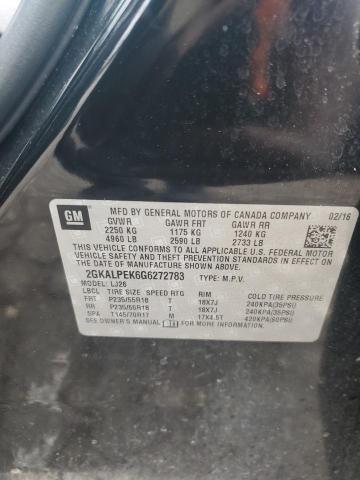 GM
MFD BY GENERAL MOTORS OF CANADA COMPANY 02/16
GVWR GAWR FRT GAWR RR
2250 KG 1175 KG 1240 KG
4960 LB 2590 LB 2733 LB
THIS VEHICLE CONFORMS TO ALL APPLICABLE U.S. FEDERAL
MOTOR VEHICLE SAFETY AND THEFT PREVENTION STANDARDS
IN EFFECT ON THE DATE OF MANUFACTURE SHOWN ABOVE.
2GKALPEK6G6272783 TYPE: M.P.V.
MODEL: LJ26
LBCL TIRE SIZE SPEED RTG RIM COLD TIRE PRESSURE
FRT P235/55R18 T 18X7J 240KPA(35PSI)
RR P235/55R18 T 18X7J 240KPA(35PSI)
SPA T145/70R17 M 17X4.5T 420KPA(60PSI)
SEE OWNER'S MANUAL FOR ADDITIONAL INFORMATION